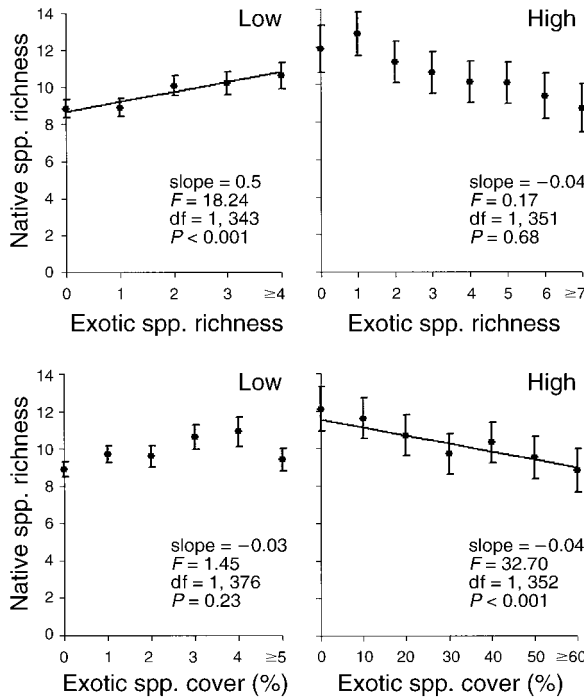 Low
High
Native spp. richness
14
12
10
8
6
4
2
0
slope = 0.5
F = 18.24
df = 1, 343
P < 0.001
slope = −0.04
F = 0.17
df = 1, 351
P = 0.68
0 1 2 3 ≥4
0 1 2 3 4 5 6 ≥7
Exotic spp. richness
Exotic spp. richness
Low
High
Native spp. richness
14
12
10
8
6
4
2
0
slope = −0.03
F = 1.45
df = 1, 376
P = 0.23
slope = −0.04
F = 32.70
df = 1, 352
P < 0.001
0 1 2 3 4 ≥5
0 10 20 30 40 50 ≥60
Exotic spp. cover (%)
Exotic spp. cover (%)